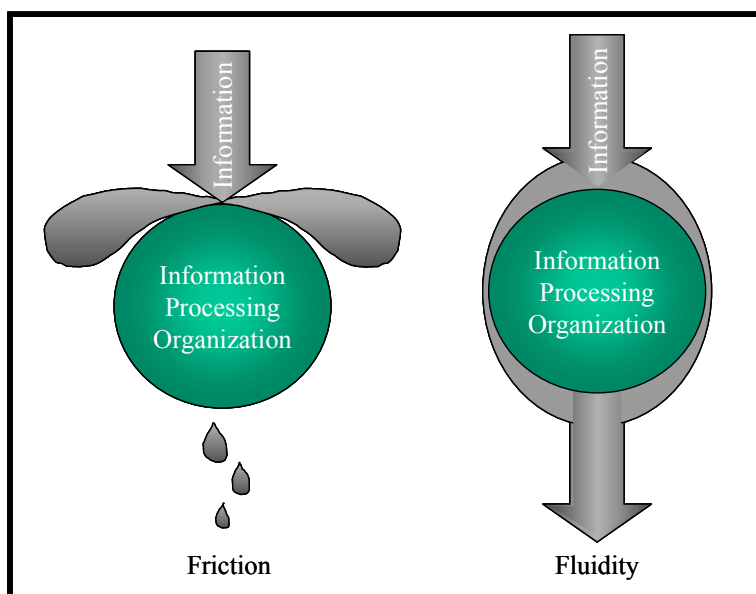 Information
Information
Processing
Organization
Friction
Information
Information
Processing
Organization
Fluidity